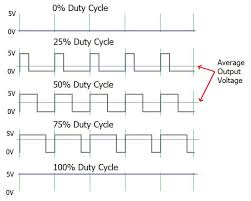 0% Duty Cycle
5V
0V
25% Duty Cycle
5V
0V
Average
Output
Voltage
50% Duty Cycle
5V
0V
75% Duty Cycle
5V
0V
100% Duty Cycle
5V
0V